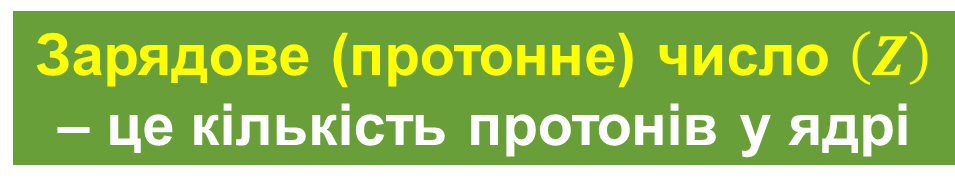 Зарядове (протонне) число (Z)
– це кількість протонів у ядрі